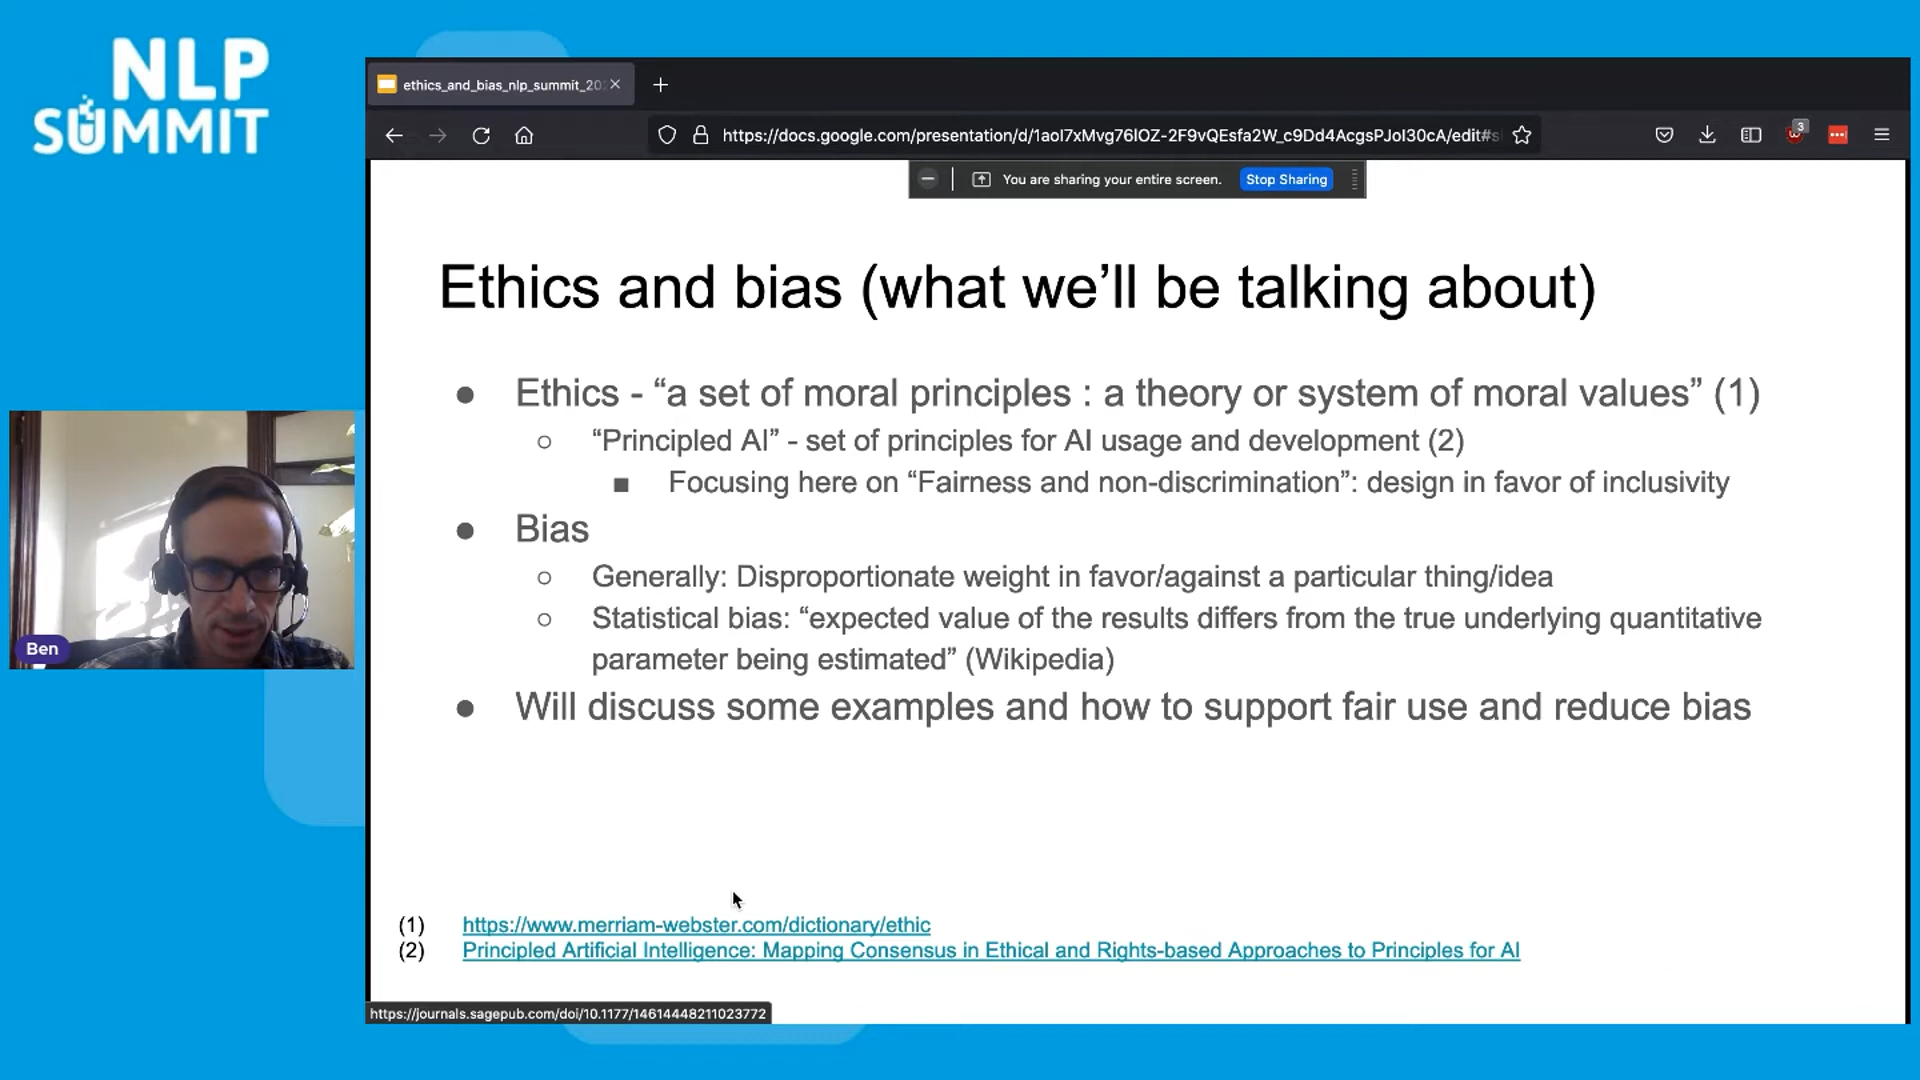 NLP
SUMMIT
ethics_and_bias_nlp_summit_20
https://docs.google.com/presentation/d/1aoI7xMvg76lOZ-2F9vQEsfa2W_c9Dd4AcgsPJoI30cA/edit#s
3
You are sharing your entire screen. Stop Sharing
Ethics and bias (what we’ll be talking about)
● Ethics - “a set of moral principles : a theory or system of moral values” (1)
○ “Principled AI” - set of principles for AI usage and development (2)
■ Focusing here on “Fairness and non-discrimination”: design in favor of inclusivity
● Bias
○ Generally: Disproportionate weight in favor/against a particular thing/idea
○ Statistical bias: “expected value of the results differs from the true underlying quantitative
parameter being estimated” (Wikipedia)
● Will discuss some examples and how to support fair use and reduce bias
Ben
(1) https://www.merriam-webster.com/dictionary/ethic
(2) Principled Artificial Intelligence: Mapping Consensus in Ethical and Rights-based Approaches to Principles for AI
https://journals.sagepub.com/doi/10.1177/14614448211023772